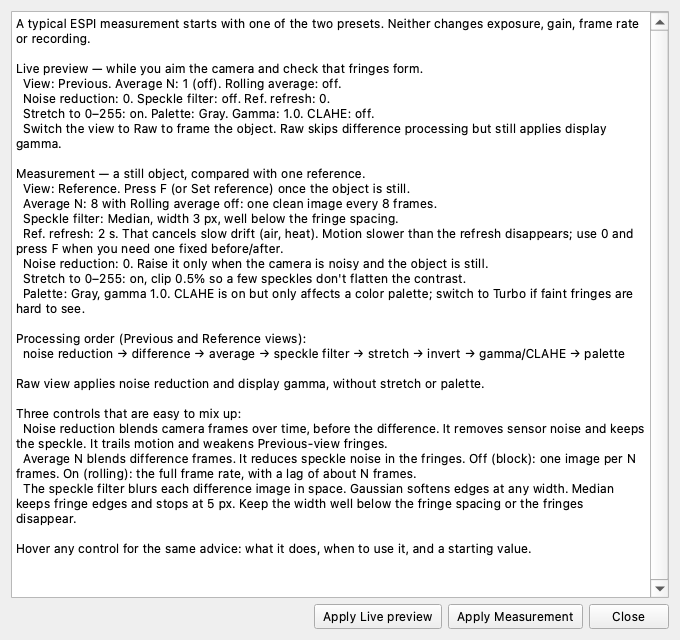 A typical ESPI measurement starts with one of the two presets. Neither changes exposure, gain, frame rate
or recording.
Live preview — while you aim the camera and check that fringes form.
View: Previous. Average N: 1 (off). Rolling average: off.
Noise reduction: 0. Speckle filter: off. Ref. refresh: 0.
Stretch to 0–255: on. Palette: Gray. Gamma: 1.0. CLAHE: off.
Switch the view to Raw to frame the object. Raw skips difference processing but still applies display
gamma.
Measurement — a still object, compared with one reference.
View: Reference. Press F (or Set reference) once the object is still.
Average N: 8 with Rolling average off: one clean image every 8 frames.
Speckle filter: Median, width 3 px, well below the fringe spacing.
Ref. refresh: 2 s. That cancels slow drift (air, heat). Motion slower than the refresh disappears; use 0 and
press F when you need one fixed before/after.
Noise reduction: 0. Raise it only when the camera is noisy and the object is still.
Stretch to 0–255: on, clip 0.5% so a few speckles don't flatten the contrast.
Palette: Gray, gamma 1.0. CLAHE is on but only affects a color palette; switch to Turbo if faint fringes are
hard to see.
Processing order (Previous and Reference views):
noise reduction → difference → average → speckle filter → stretch → invert → gamma/CLAHE → palette
Raw view applies noise reduction and display gamma, without stretch or palette.
Three controls that are easy to mix up:
Noise reduction blends camera frames over time, before the difference. It removes sensor noise and keeps
the speckle. It trails motion and weakens Previous-view fringes.
Average N blends difference frames. It reduces speckle noise in the fringes. Off (block): one image per N
frames. On (rolling): the full frame rate, with a lag of about N frames.
The speckle filter blurs each difference image in space. Gaussian softens edges at any width. Median
keeps fringe edges and stops at 5 px. Keep the width well below the fringe spacing or the fringes
disappear.
Hover any control for the same advice: what it does, when to use it, and a starting value.
Apply Live preview
Apply Measurement
Close